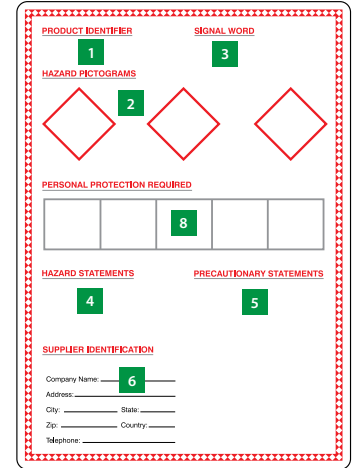 PRODUCT IDENTIFIER SIGNAL WORD
1 3
HAZARD PICTOGRAMS
2
PERSONAL PROTECTION REQUIRED
8
HAZARD STATEMENTS PRECAUTIONARY STATEMENTS
4 5
SUPPLIER IDENTIFICATION
Company Name:
6
Address:
City: State:
Zip: Country:
Telephone: